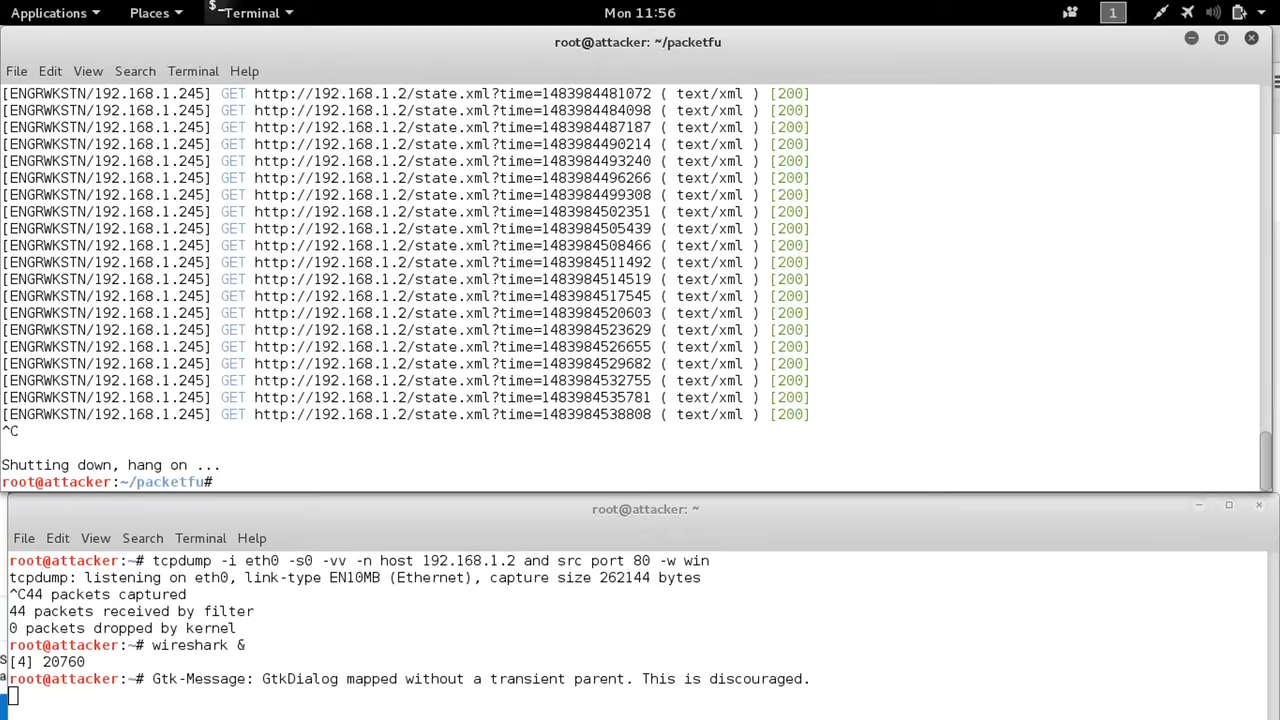 Applications Places Terminal Mon 11:56 1
root@attacker: ~/packetfu
File Edit View Search Terminal Help
[ENGRWKSTN/192.168.1.245] GET http://192.168.1.2/state.xml?time=1483984481072 ( text/xml ) [200]
[ENGRWKSTN/192.168.1.245] GET http://192.168.1.2/state.xml?time=1483984484098 ( text/xml ) [200]
[ENGRWKSTN/192.168.1.245] GET http://192.168.1.2/state.xml?time=1483984487187 ( text/xml ) [200]
[ENGRWKSTN/192.168.1.245] GET http://192.168.1.2/state.xml?time=1483984490214 ( text/xml ) [200]
[ENGRWKSTN/192.168.1.245] GET http://192.168.1.2/state.xml?time=1483984493240 ( text/xml ) [200]
[ENGRWKSTN/192.168.1.245] GET http://192.168.1.2/state.xml?time=1483984496266 ( text/xml ) [200]
[ENGRWKSTN/192.168.1.245] GET http://192.168.1.2/state.xml?time=1483984499308 ( text/xml ) [200]
[ENGRWKSTN/192.168.1.245] GET http://192.168.1.2/state.xml?time=1483984502351 ( text/xml ) [200]
[ENGRWKSTN/192.168.1.245] GET http://192.168.1.2/state.xml?time=1483984505439 ( text/xml ) [200]
[ENGRWKSTN/192.168.1.245] GET http://192.168.1.2/state.xml?time=1483984508466 ( text/xml ) [200]
[ENGRWKSTN/192.168.1.245] GET http://192.168.1.2/state.xml?time=1483984511492 ( text/xml ) [200]
[ENGRWKSTN/192.168.1.245] GET http://192.168.1.2/state.xml?time=1483984514519 ( text/xml ) [200]
[ENGRWKSTN/192.168.1.245] GET http://192.168.1.2/state.xml?time=1483984517545 ( text/xml ) [200]
[ENGRWKSTN/192.168.1.245] GET http://192.168.1.2/state.xml?time=1483984520603 ( text/xml ) [200]
[ENGRWKSTN/192.168.1.245] GET http://192.168.1.2/state.xml?time=1483984523629 ( text/xml ) [200]
[ENGRWKSTN/192.168.1.245] GET http://192.168.1.2/state.xml?time=1483984526655 ( text/xml ) [200]
[ENGRWKSTN/192.168.1.245] GET http://192.168.1.2/state.xml?time=1483984529682 ( text/xml ) [200]
[ENGRWKSTN/192.168.1.245] GET http://192.168.1.2/state.xml?time=1483984532755 ( text/xml ) [200]
[ENGRWKSTN/192.168.1.245] GET http://192.168.1.2/state.xml?time=1483984535781 ( text/xml ) [200]
[ENGRWKSTN/192.168.1.245] GET http://192.168.1.2/state.xml?time=1483984538808 ( text/xml ) [200]
^C
Shutting down, hang on ...
root@attacker:~/packetfu#
root@attacker: ~
File Edit View Search Terminal Help
root@attacker:~# tcpdump -i eth0 -s0 -vv -n host 192.168.1.2 and src port 80 -w win
tcpdump: listening on eth0, link-type EN10MB (Ethernet), capture size 262144 bytes
^C44 packets captured
44 packets received by filter
0 packets dropped by kernel
root@attacker:~# wireshark &
[4] 20760
root@attacker:~# Gtk-Message: GtkDialog mapped without a transient parent. This is discouraged.